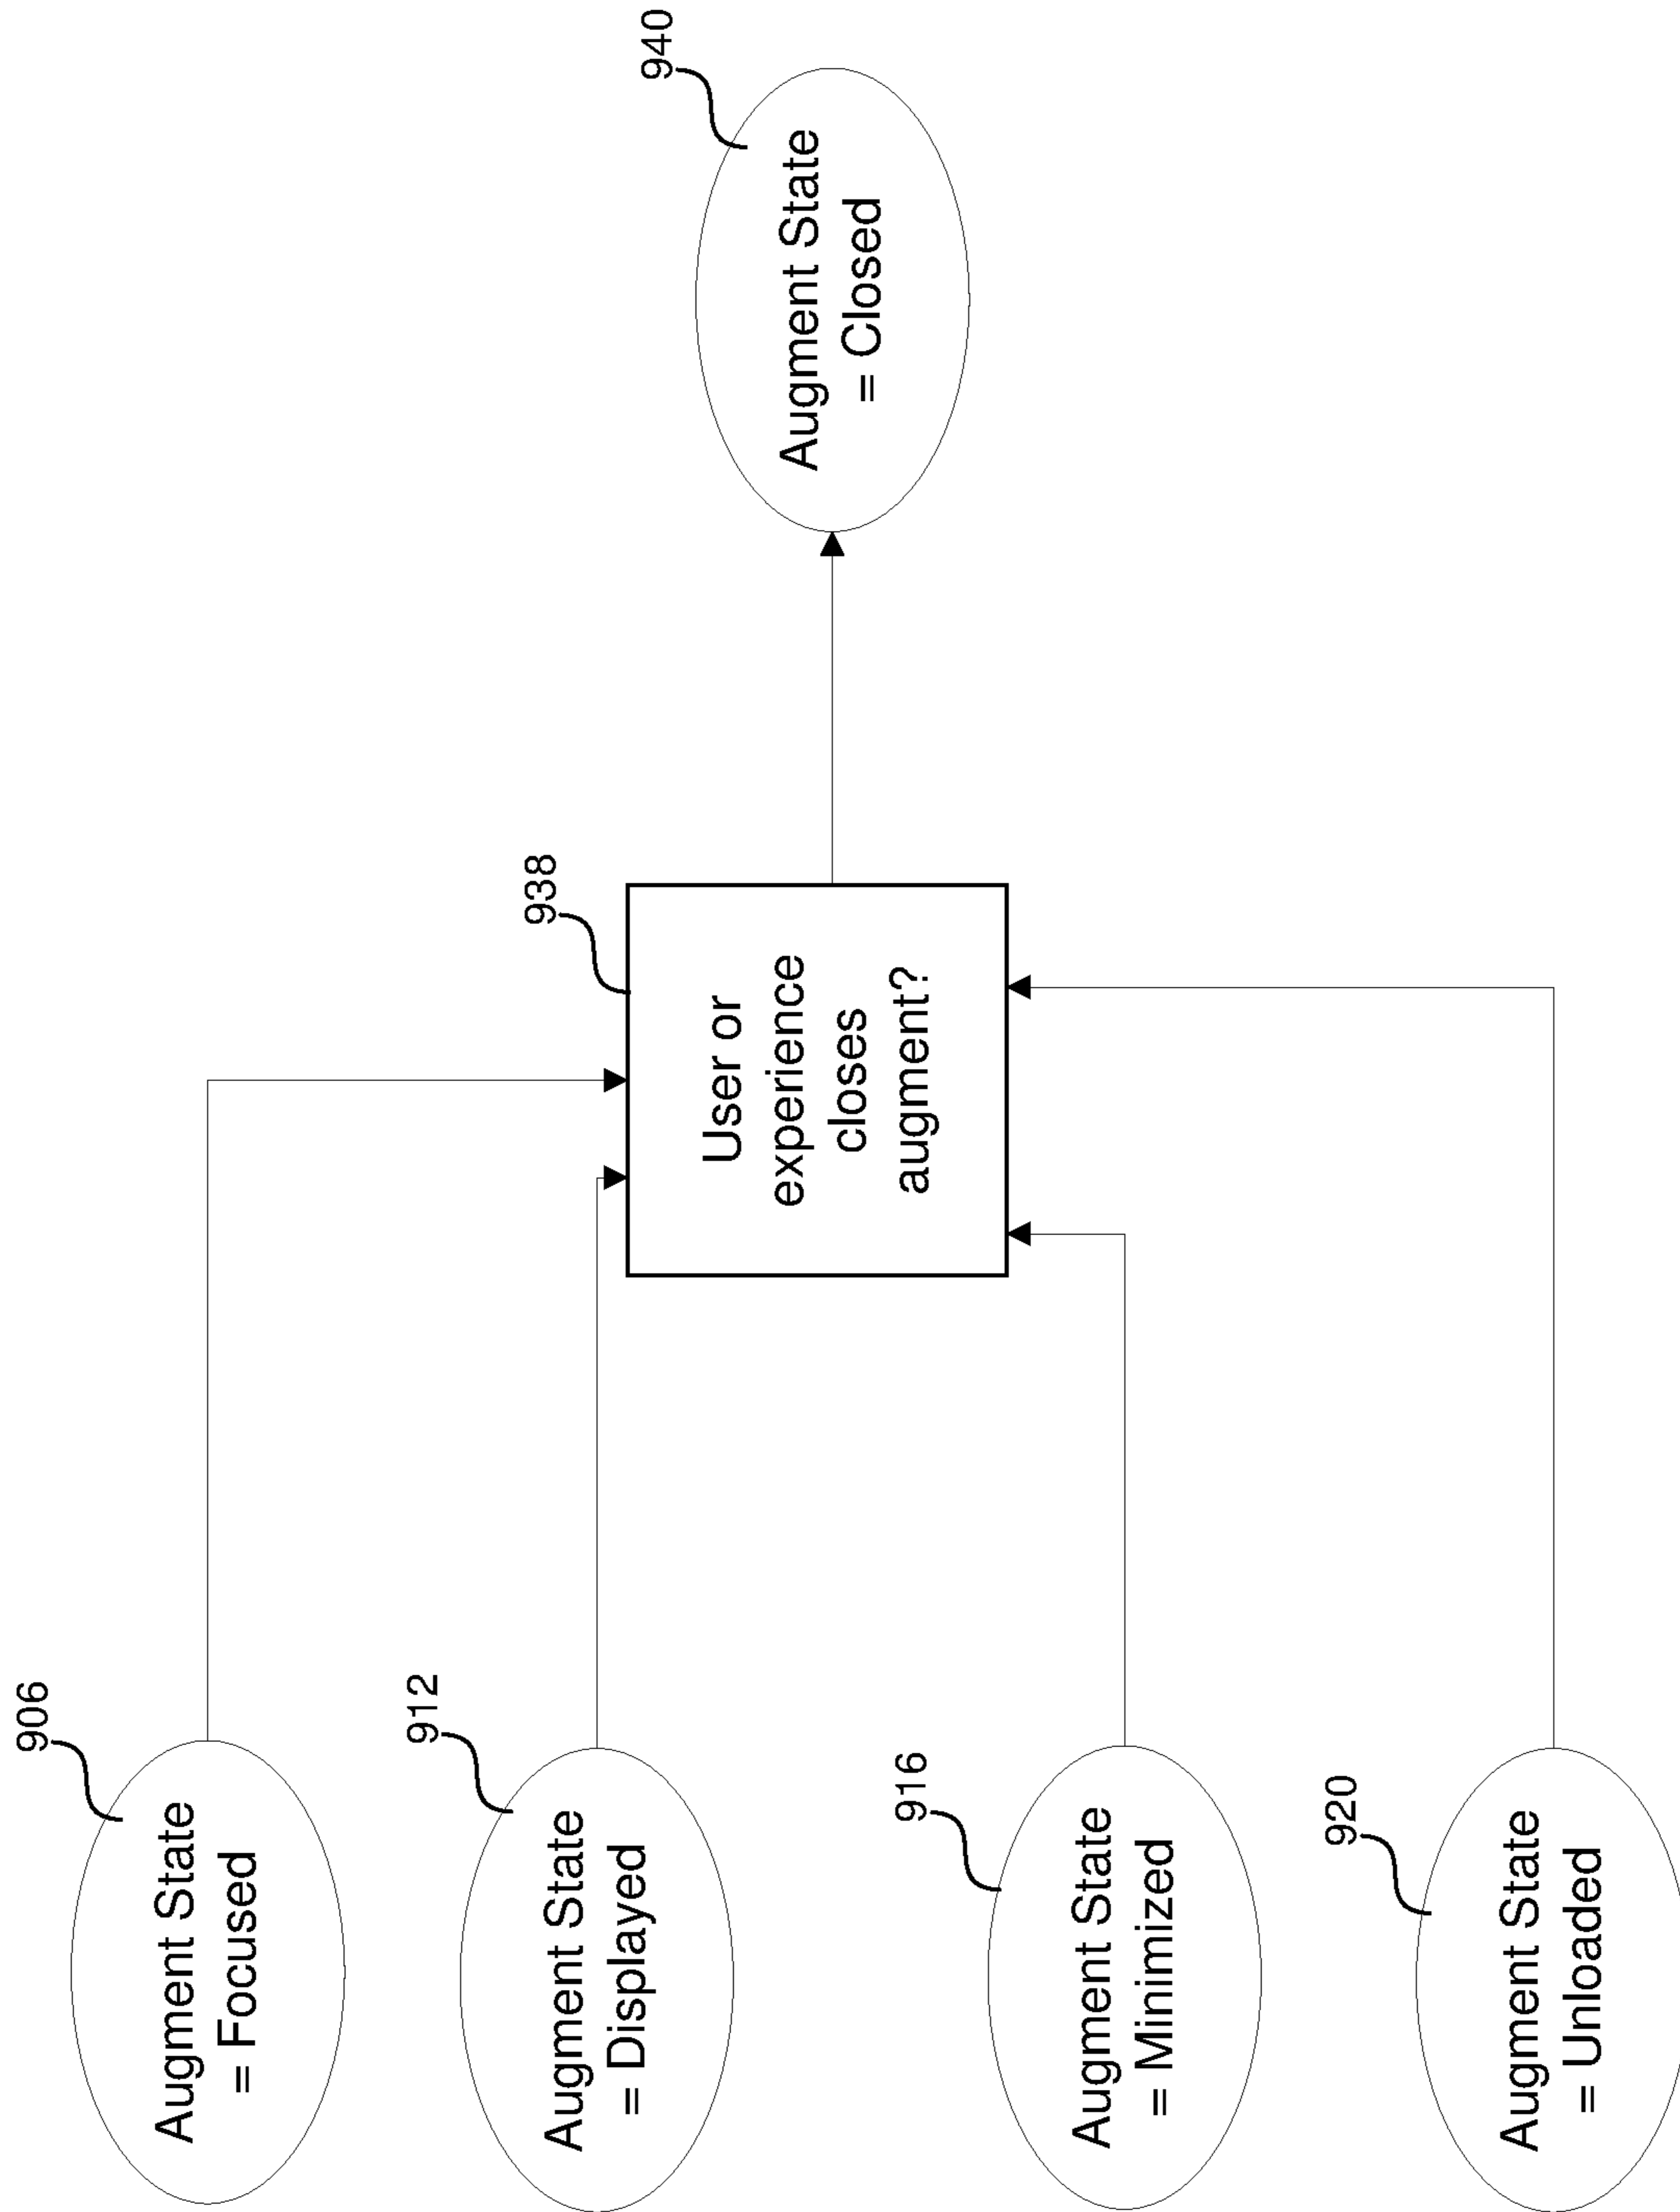 906
Augment State
= Focused
912
Augment State
= Displayed
916
Augment State
= Minimized
920
Augment State
= Unloaded
938
User or
experience
closes
augment?
940
Augment State
= Closed